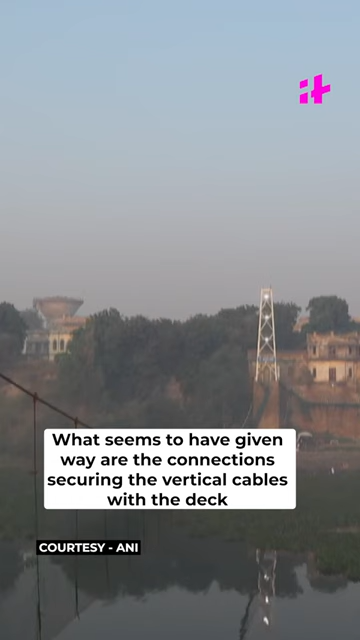 What seems to have given
way are the connections
securing the vertical cables
with the deck
COURTESY - ANI